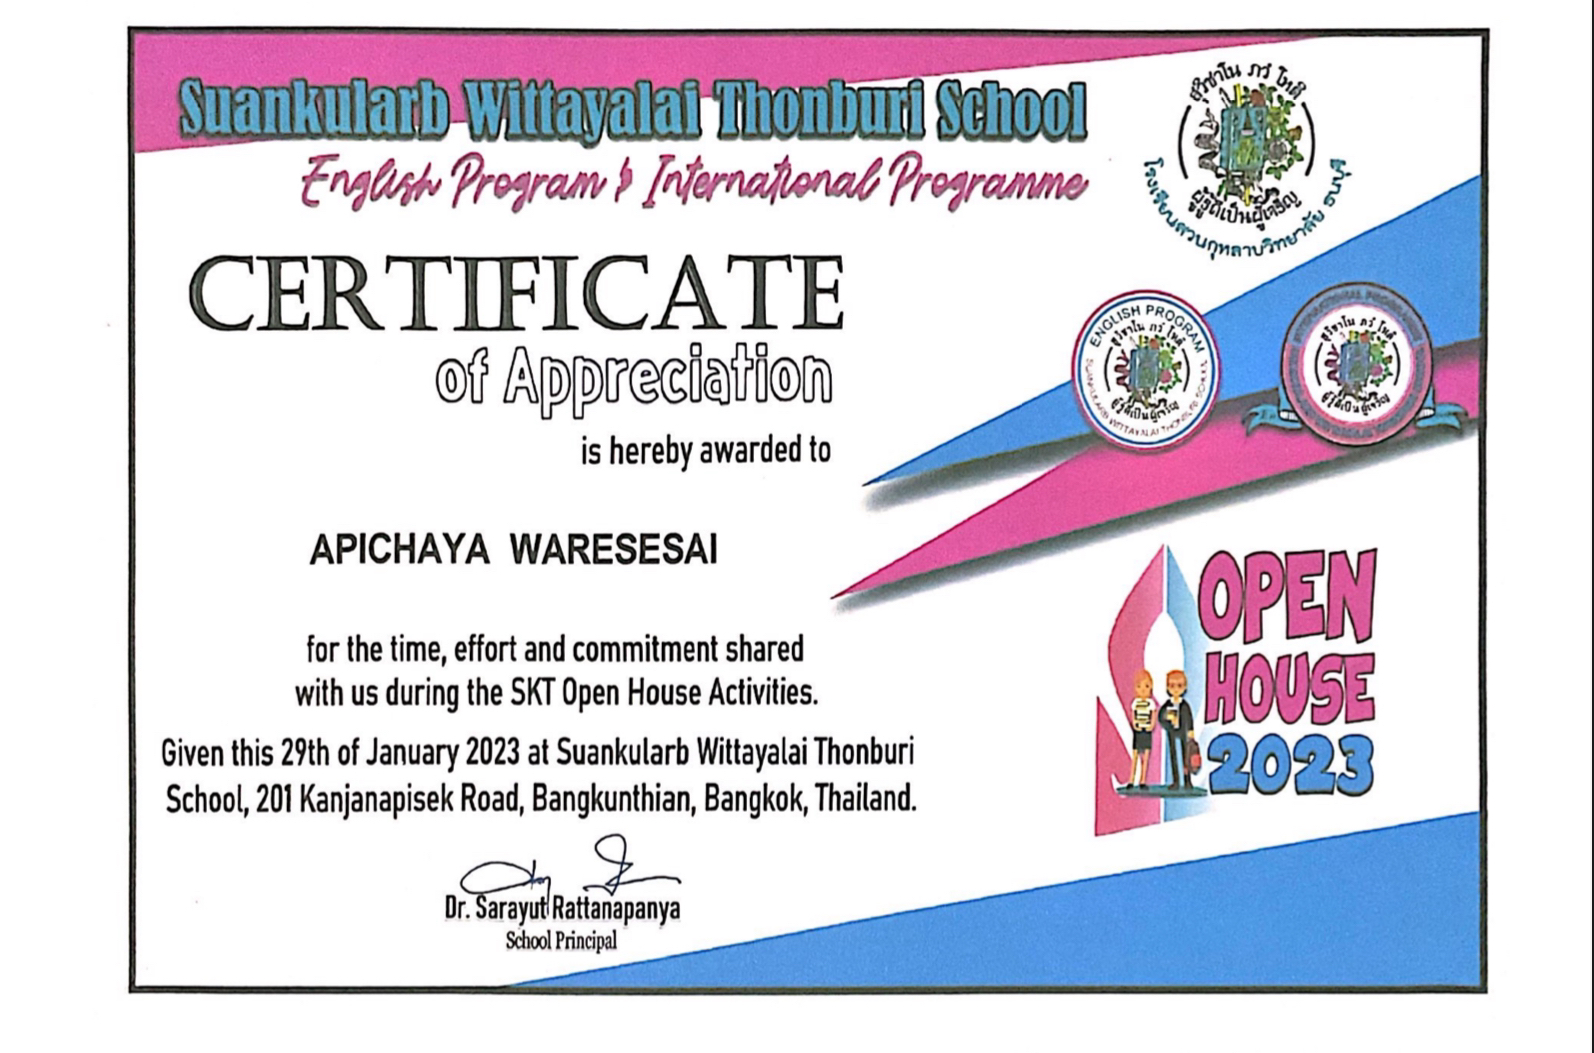 Suankularb Wittayalai Thonburi School
English Program & International Programme
สุวิชาโน ภวํ โหติ
ผู้รู้ดีเป็นผู้เจริญ
โรงเรียนสวนกุหลาบวิทยาลัย ธนบุรี
CERTIFICATE
of Appreciation
is hereby awarded to
ENGLISH PROGRAM
สุวิชาโน ภวํ โหติ
ผู้รู้ดีเป็นผู้เจริญ
SUANKULARB WITTAYALAI THONBURI SCHOOL
INTERNATIONAL PROGRAMME
สุวิชาโน ภวํ โหติ
ผู้รู้ดีเป็นผู้เจริญ
APICHAYA WARESESAI
for the time, effort and commitment shared
with us during the SKT Open House Activities.
Given this 29th of January 2023 at Suankularb Wittayalai Thonburi
School, 201 Kanjanapisek Road, Bangkunthian, Bangkok, Thailand.
OPEN
HOUSE
2023
Dr. Sarayut Rattanapanya
School Principal